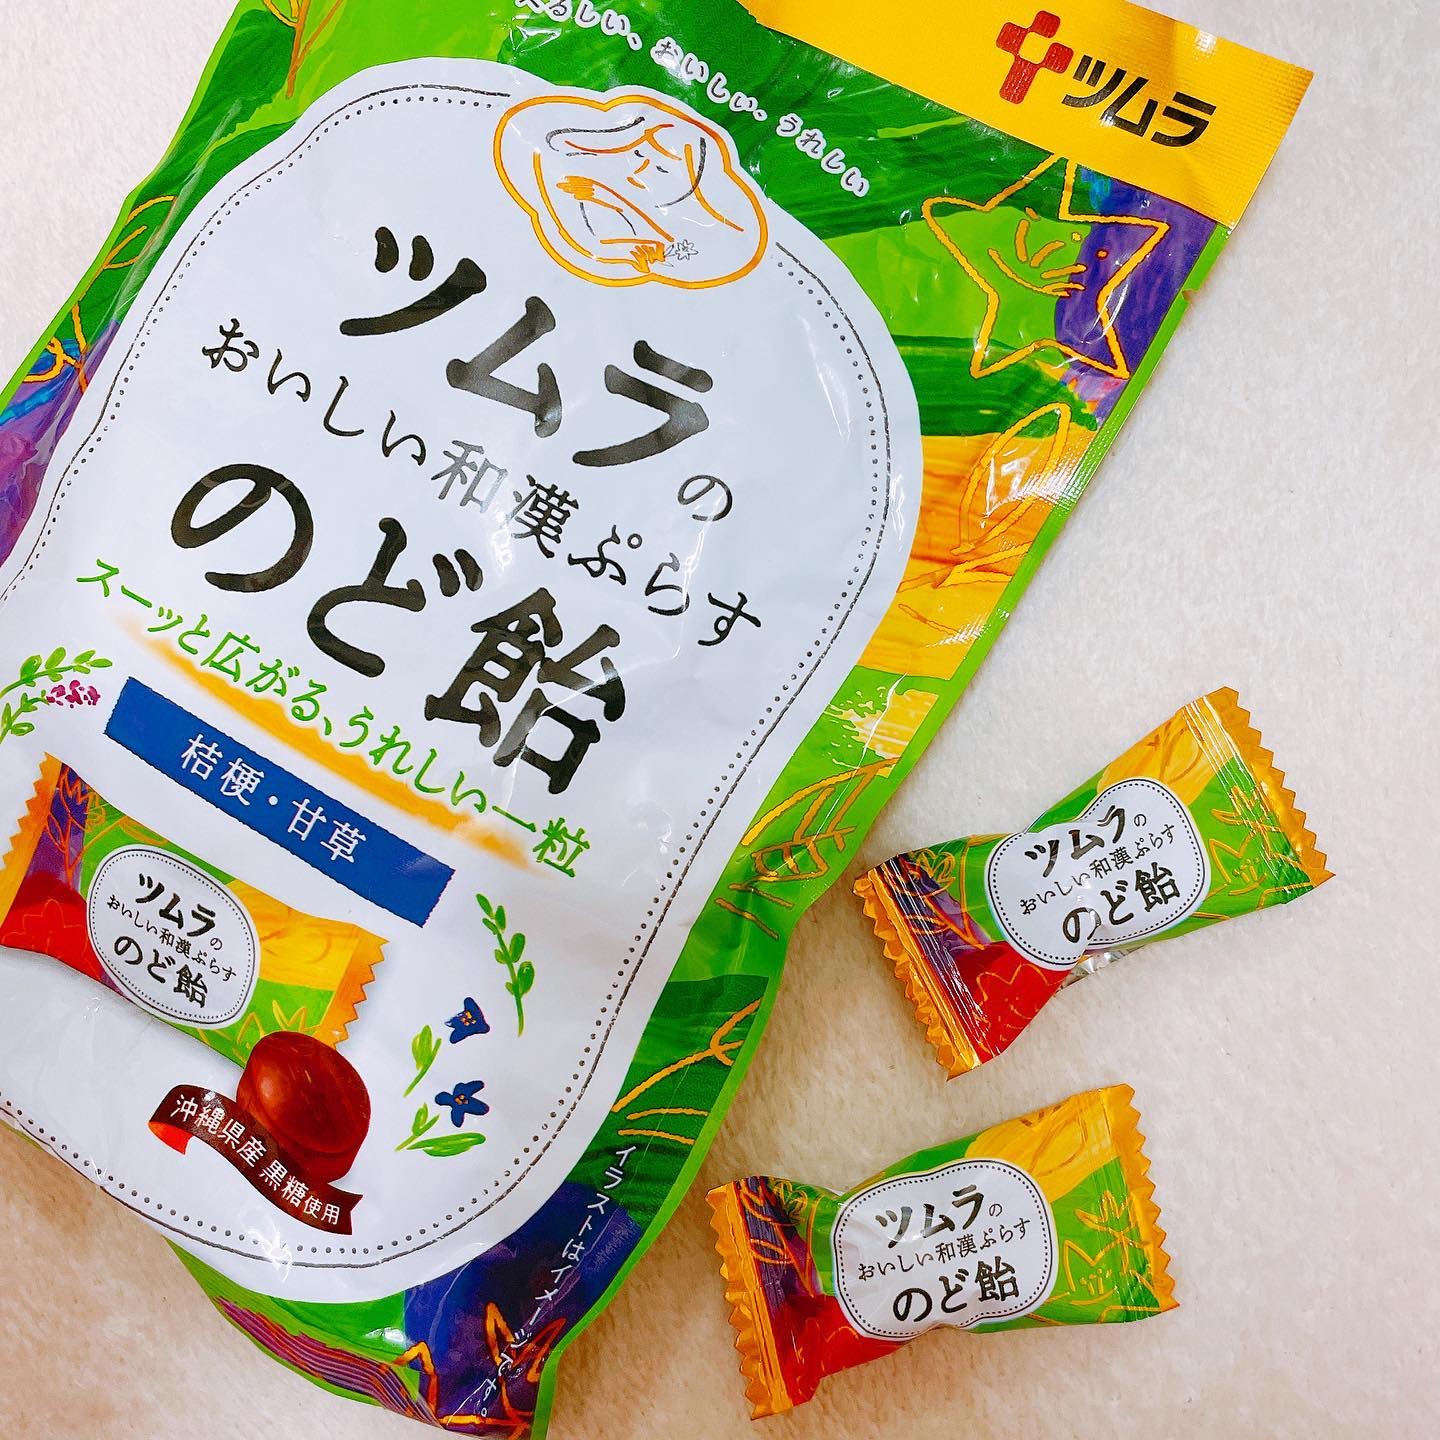 ツムラ
しい、おいしい、うれしい
ツムラの
おいしい和漢ぷらす
のど飴
スーッと広がる、うれしい一粒
桔梗・甘草
ツムラの
おいしい和漢ぷらす
のど飴
沖縄県産 黒糖使用
イラストはイメージです。
ツムラの
おいしい和漢ぷらす
のど飴
ツムラの
おいしい和漢ぷらす
のど飴